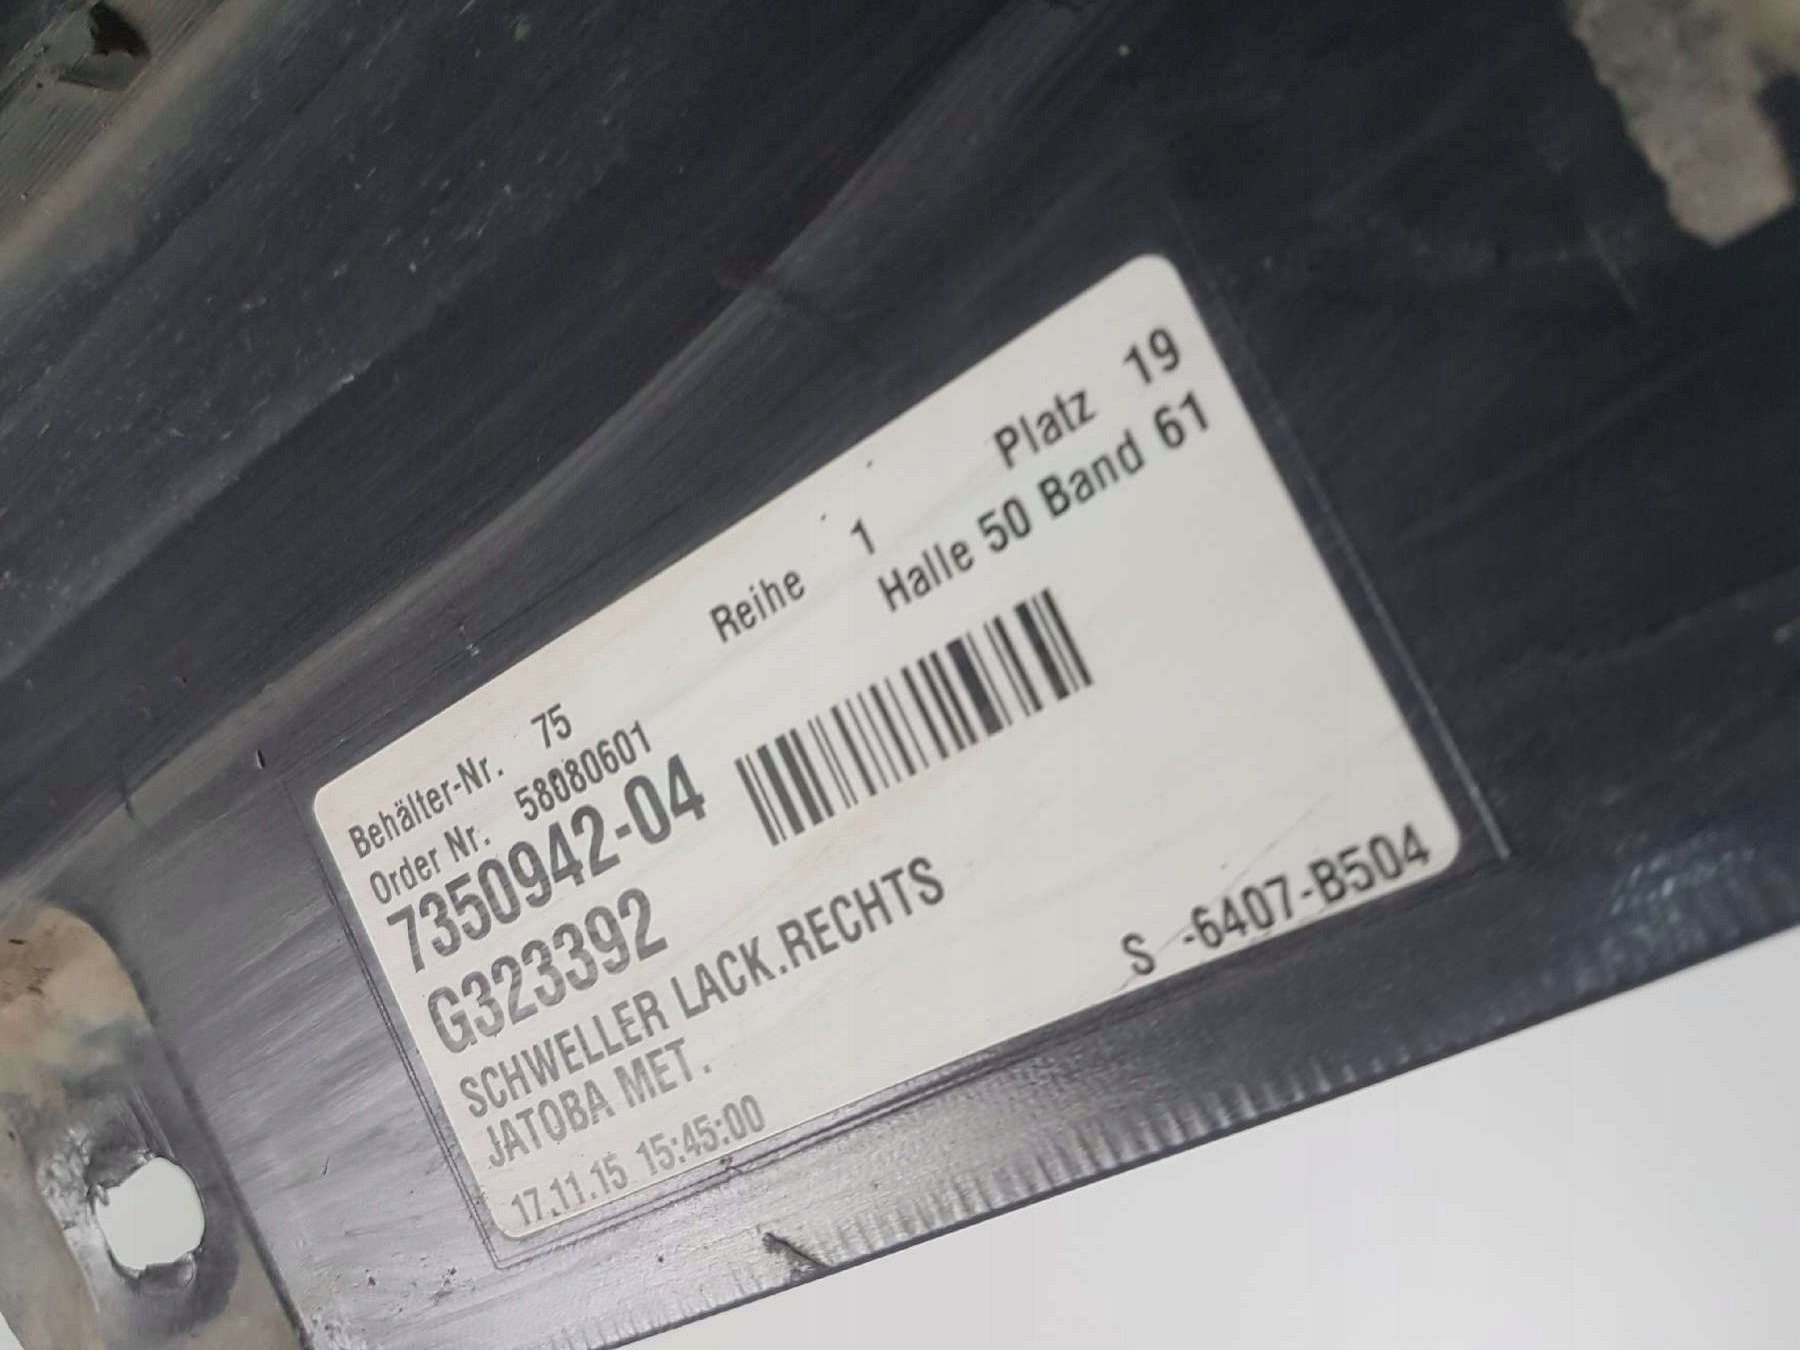 Behälter-Nr. 75 Reihe 1 Platz 19
Order Nr. 58080601 Halle 50 Band 61
7350942-04
G323392
SCHWELLER LACK.RECHTS
JATOBA MET. S -6407-B504
17.11.15 15:45:00